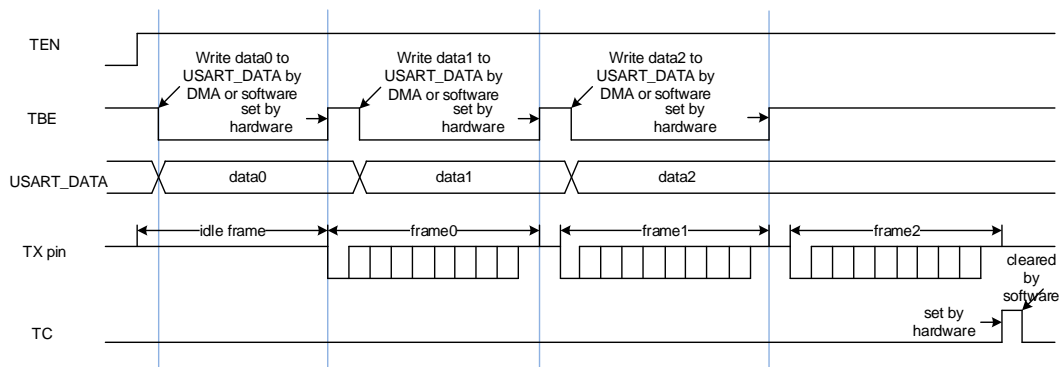 TEN
Write data0 to
USART_DATA by
DMA or software
set by
hardware
Write data1 to
USART_DATA by
DMA or software
set by
hardware
Write data2 to
USART_DATA by
DMA or software
set by
hardware
TBE
USART_DATA
data0
data1
data2
idle frame
frame0
frame1
frame2
TX pin
cleared
by
software
set by
hardware
TC